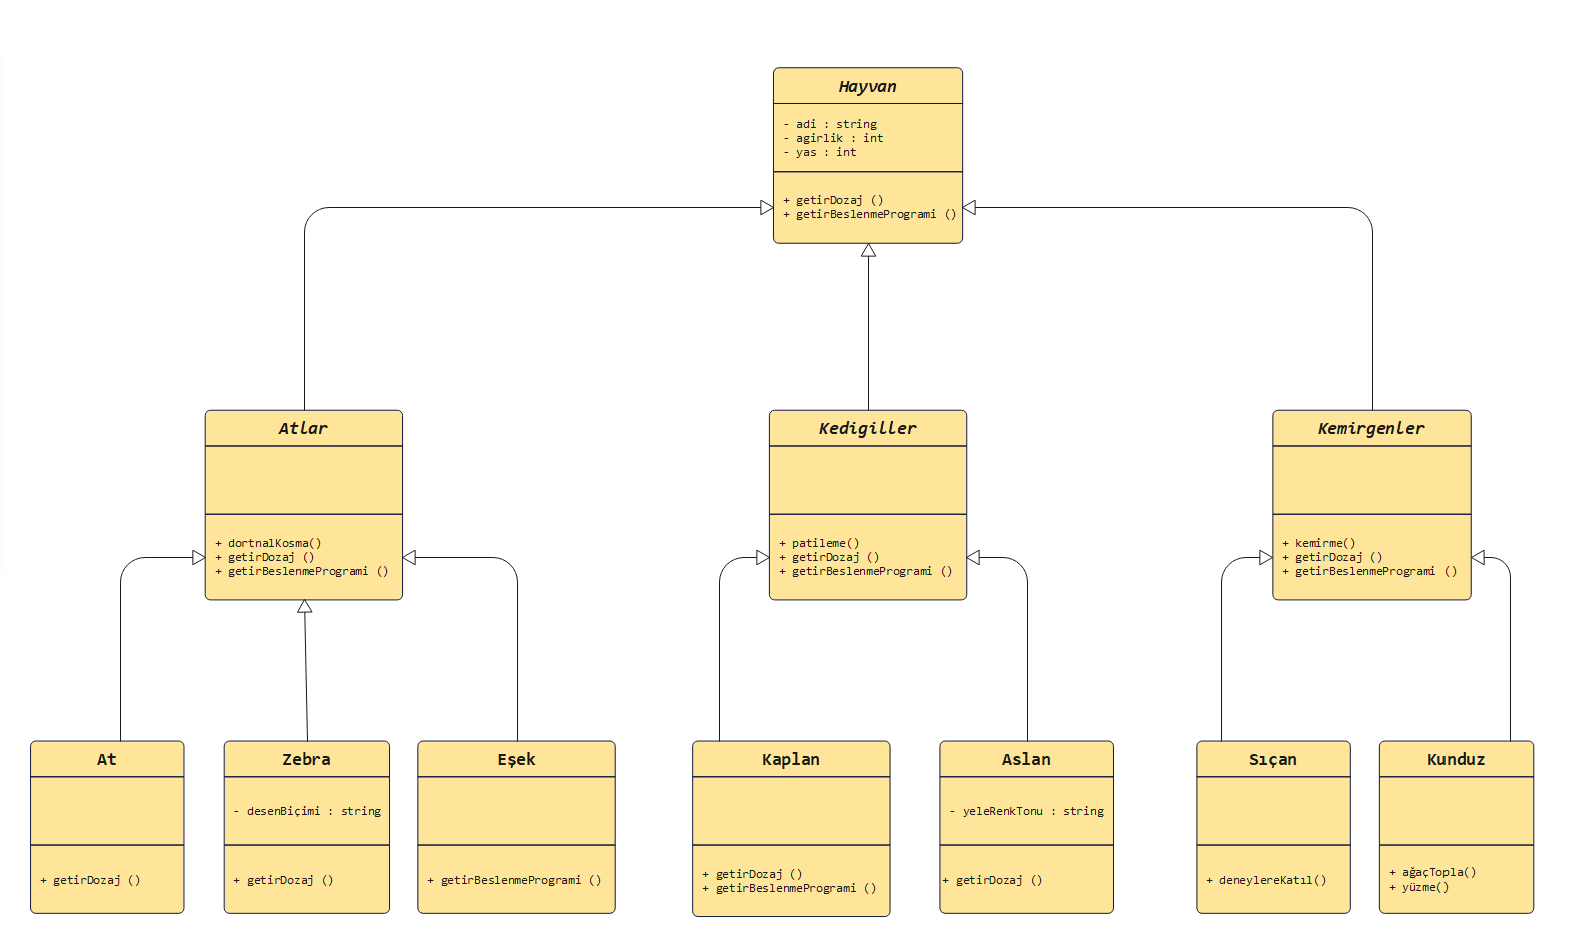 Hayvan
- adi : string
- agirlik : int
- yas : int
+ getirDozaj ()
+ getirBeslenmeProgrami ()
Atlar
+ dortnalKosma()
+ getirDozaj ()
+ getirBeslenmeProgrami ()
Kedigiller
+ patileme()
+ getirDozaj ()
+ getirBeslenmeProgrami ()
Kemirgenler
+ kemirme()
+ getirDozaj ()
+ getirBeslenmeProgrami ()
At
+ getirDozaj ()
Zebra
- desenBiçimi : string
+ getirDozaj ()
Eşek
+ getirBeslenmeProgrami ()
Kaplan
+ getirDozaj ()
+ getirBeslenmeProgrami ()
Aslan
- yeleRenkTonu : string
+ getirDozaj ()
Sıçan
+ deneylereKatıl()
Kunduz
+ ağaçTopla()
+ yüzme()